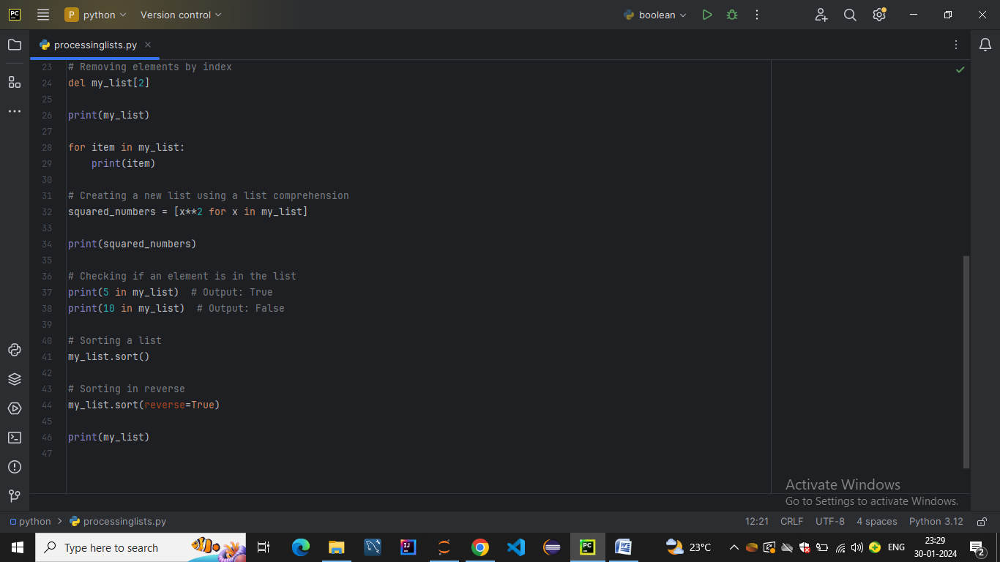 PC
P python Version control boolean
processinglists.py
23 # Removing elements by index
24 del my_list[2]
25
26 print(my_list)
27
28 for item in my_list:
29     print(item)
30
31 # Creating a new list using a list comprehension
32 squared_numbers = [x**2 for x in my_list]
33
34 print(squared_numbers)
35
36 # Checking if an element is in the list
37 print(5 in my_list)  # Output: True
38 print(10 in my_list)  # Output: False
39
40 # Sorting a list
41 my_list.sort()
42
43 # Sorting in reverse
44 my_list.sort(reverse=True)
45
46 print(my_list)
47
Activate Windows
Go to Settings to activate Windows.
python > processinglists.py 12:21 CRLF UTF-8 4 spaces Python 3.12
Type here to search IJ PC W 23°C ENG 23:29
30-01-2024 2